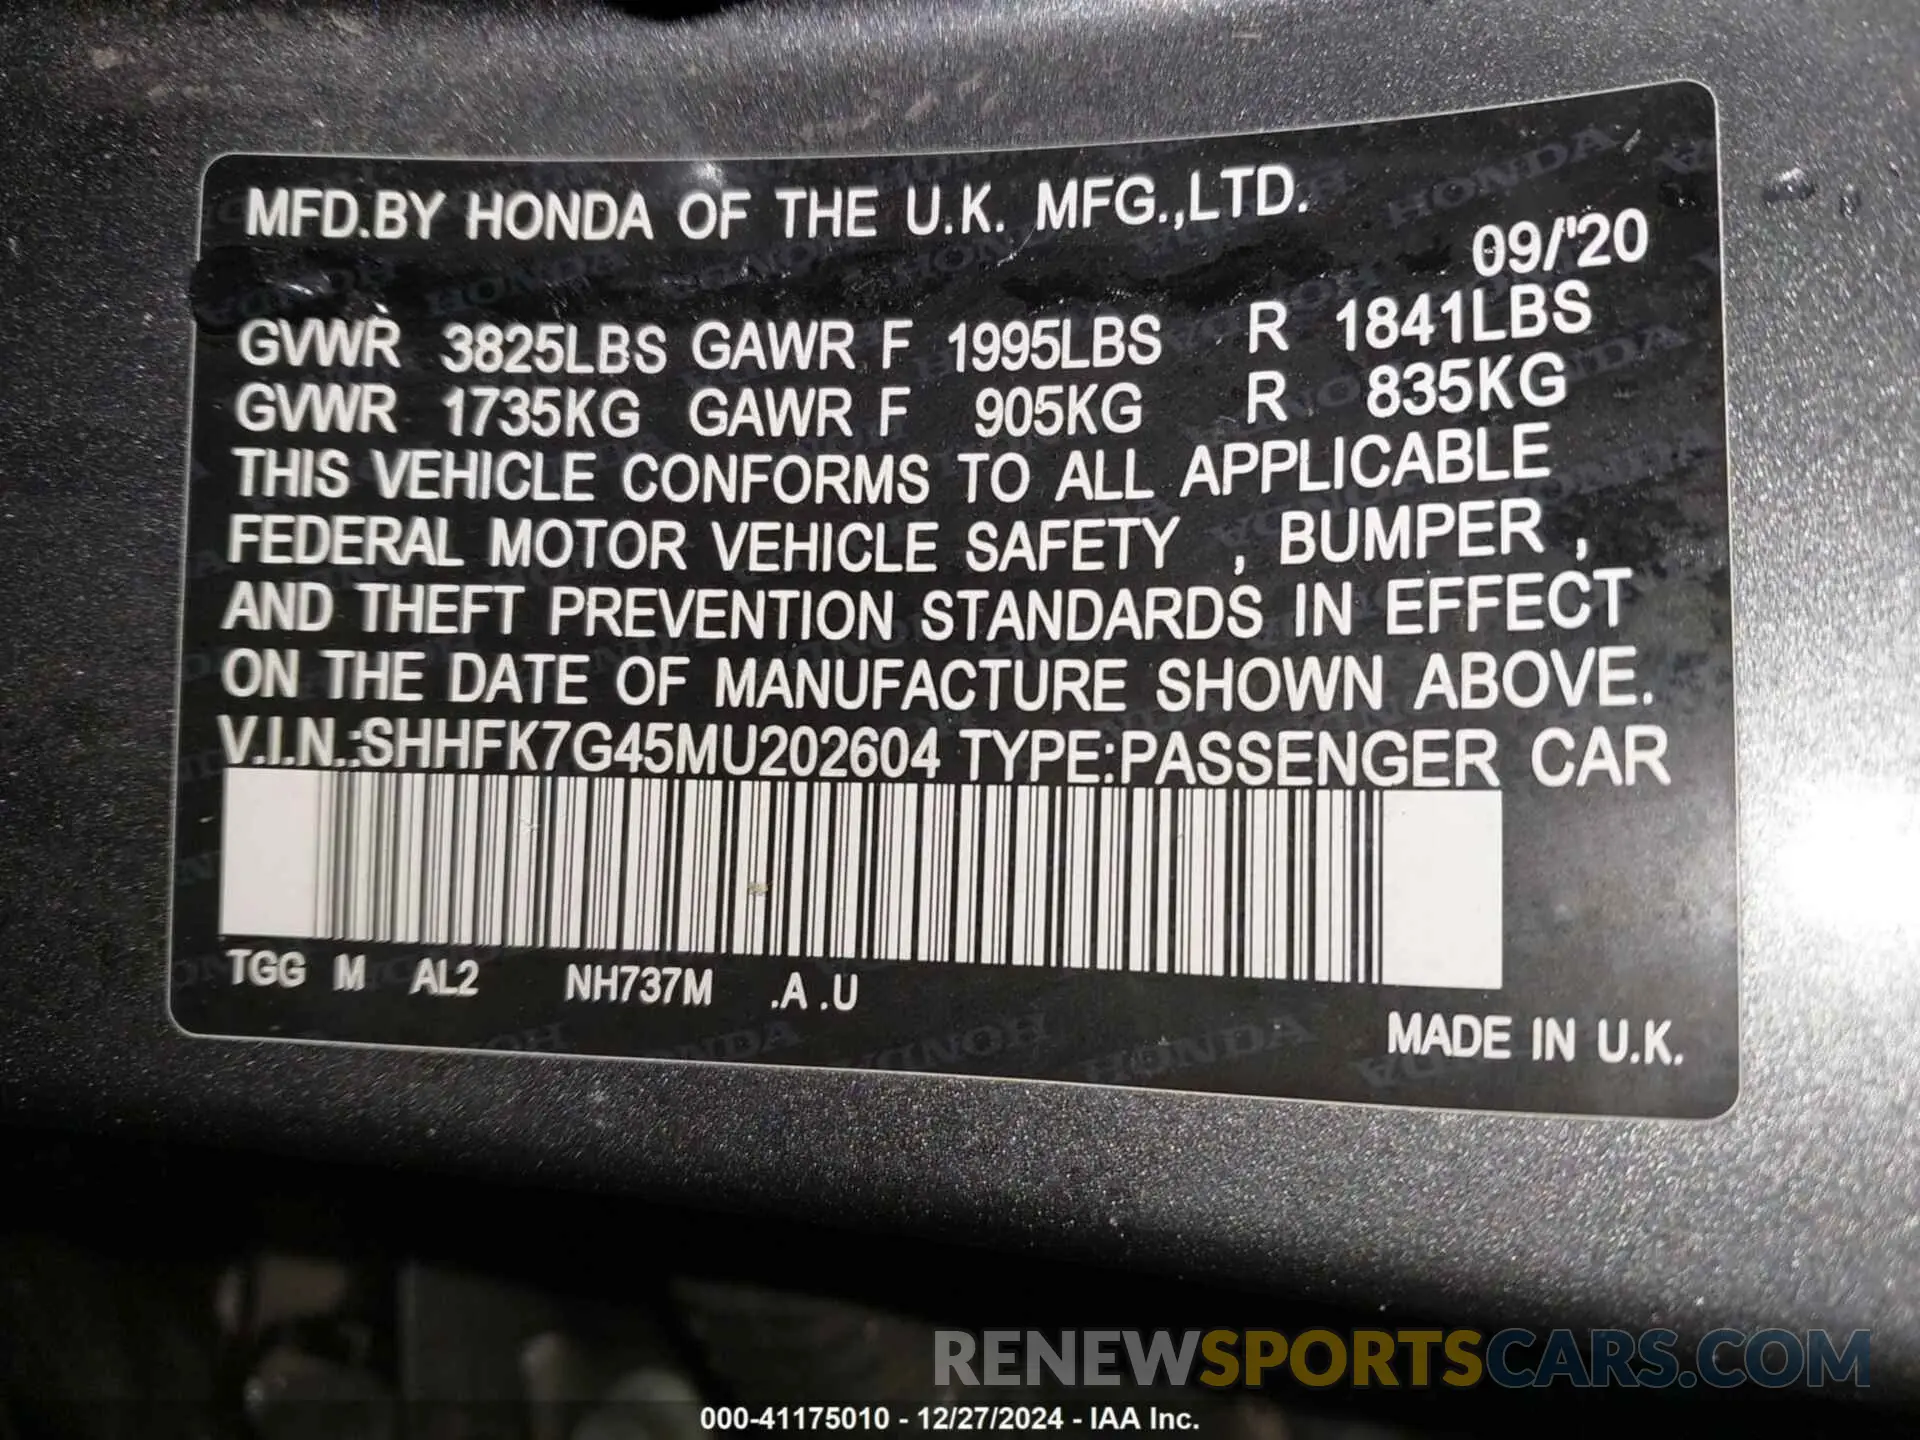 MFD.BY HONDA OF THE U.K. MFG.,LTD.
09/'20
GVWR 3825LBS GAWR F 1995LBS R 1841LBS
GVWR 1735KG GAWR F 905KG R 835KG
THIS VEHICLE CONFORMS TO ALL APPLICABLE
FEDERAL MOTOR VEHICLE SAFETY , BUMPER ,
AND THEFT PREVENTION STANDARDS IN EFFECT
ON THE DATE OF MANUFACTURE SHOWN ABOVE.
V.I.N.:SHHFK7G45MU202604 TYPE:PASSENGER CAR
TGG M AL2 NH737M .A .U
MADE IN U.K.
RENEWSPORTSCARS.COM
000-41175010 - 12/27/2024 - IAA Inc.